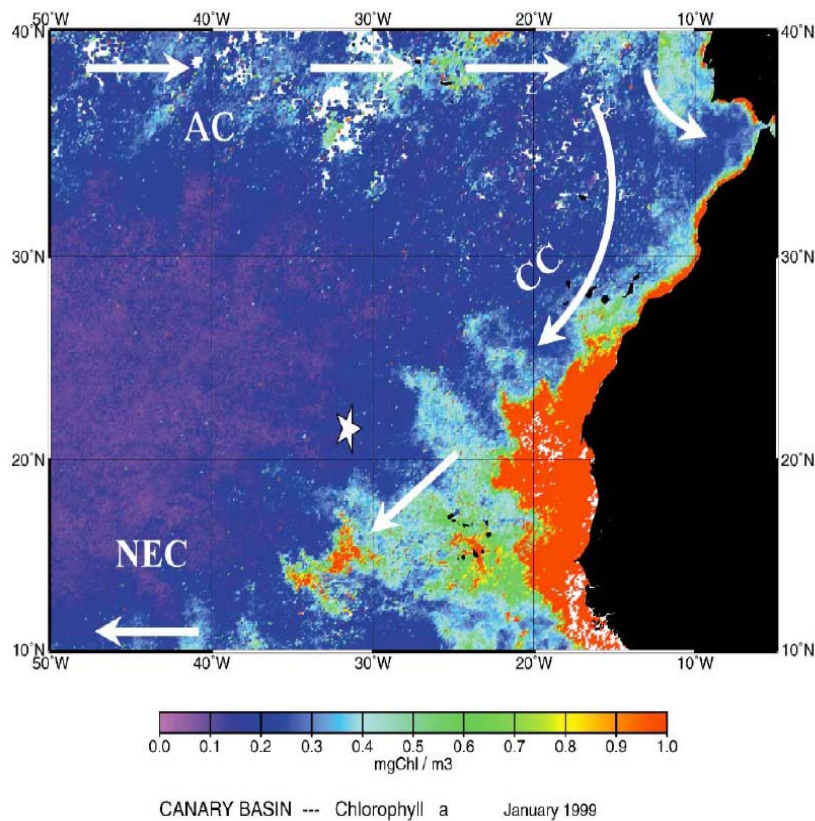 50˚W 40˚W 30˚W 20˚W 10˚W
40˚N 40˚N
AC
30˚N 30˚N
CC
20˚N 20˚N
NEC
10˚N 10˚N
50˚W 40˚W 30˚W 20˚W 10˚W
0.0 0.1 0.2 0.3 0.4 0.5 0.6 0.7 0.8 0.9 1.0
mgChl / m3
CANARY BASIN --- Chlorophyll a January 1999